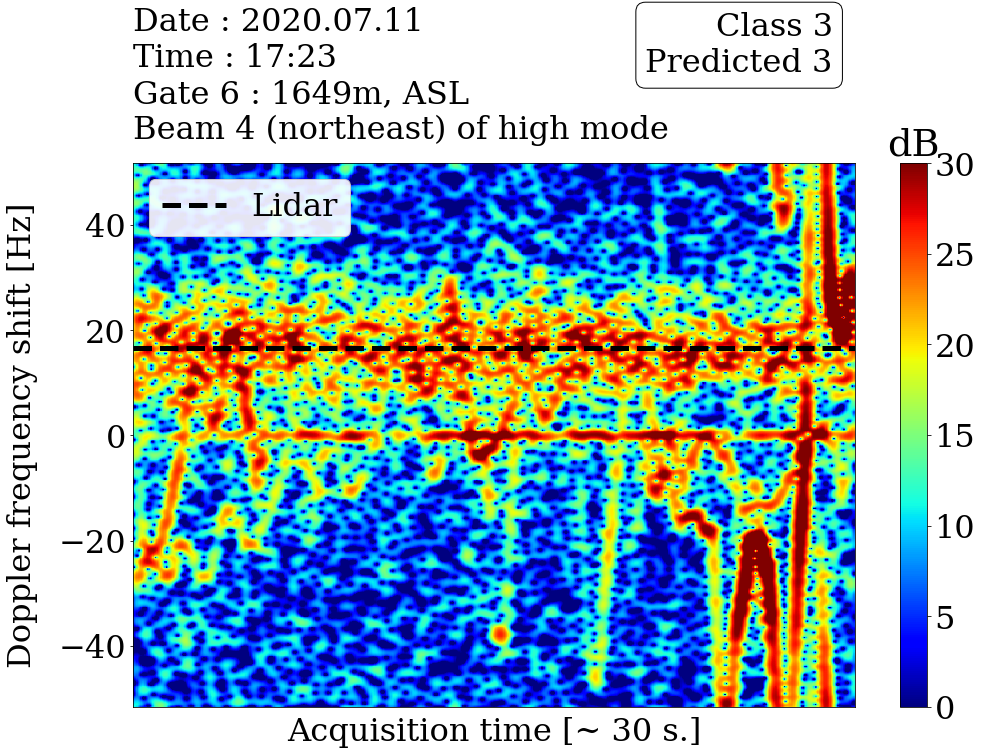 Date : 2020.07.11
Time : 17:23
Gate 6 : 1649m, ASL
Beam 4 (northeast) of high mode
Class 3
Predicted 3
dB
Lidar
Doppler frequency shift [Hz]
40
20
0
−20
−40
Acquisition time [~ 30 s.]
30
25
20
15
10
5
0